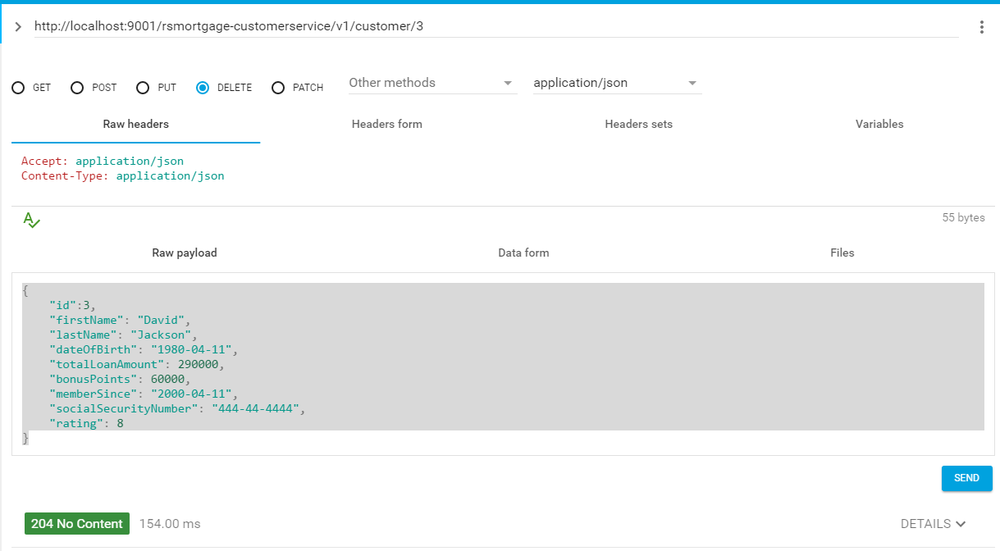 http://localhost:9001/rsmortgage-customerservice/v1/customer/3
GET POST PUT DELETE PATCH Other methods application/json
Raw headers Headers form Headers sets Variables
Accept: application/json
Content-Type: application/json
55 bytes
Raw payload Data form Files
{
"id":3,
"firstName": "David",
"lastName": "Jackson",
"dateOfBirth": "1980-04-11",
"totalLoanAmount": 290000,
"bonusPoints": 60000,
"memberSince": "2000-04-11",
"socialSecurityNumber": "444-44-4444",
"rating": 8
}
SEND
204 No Content 154.00 ms DETAILS